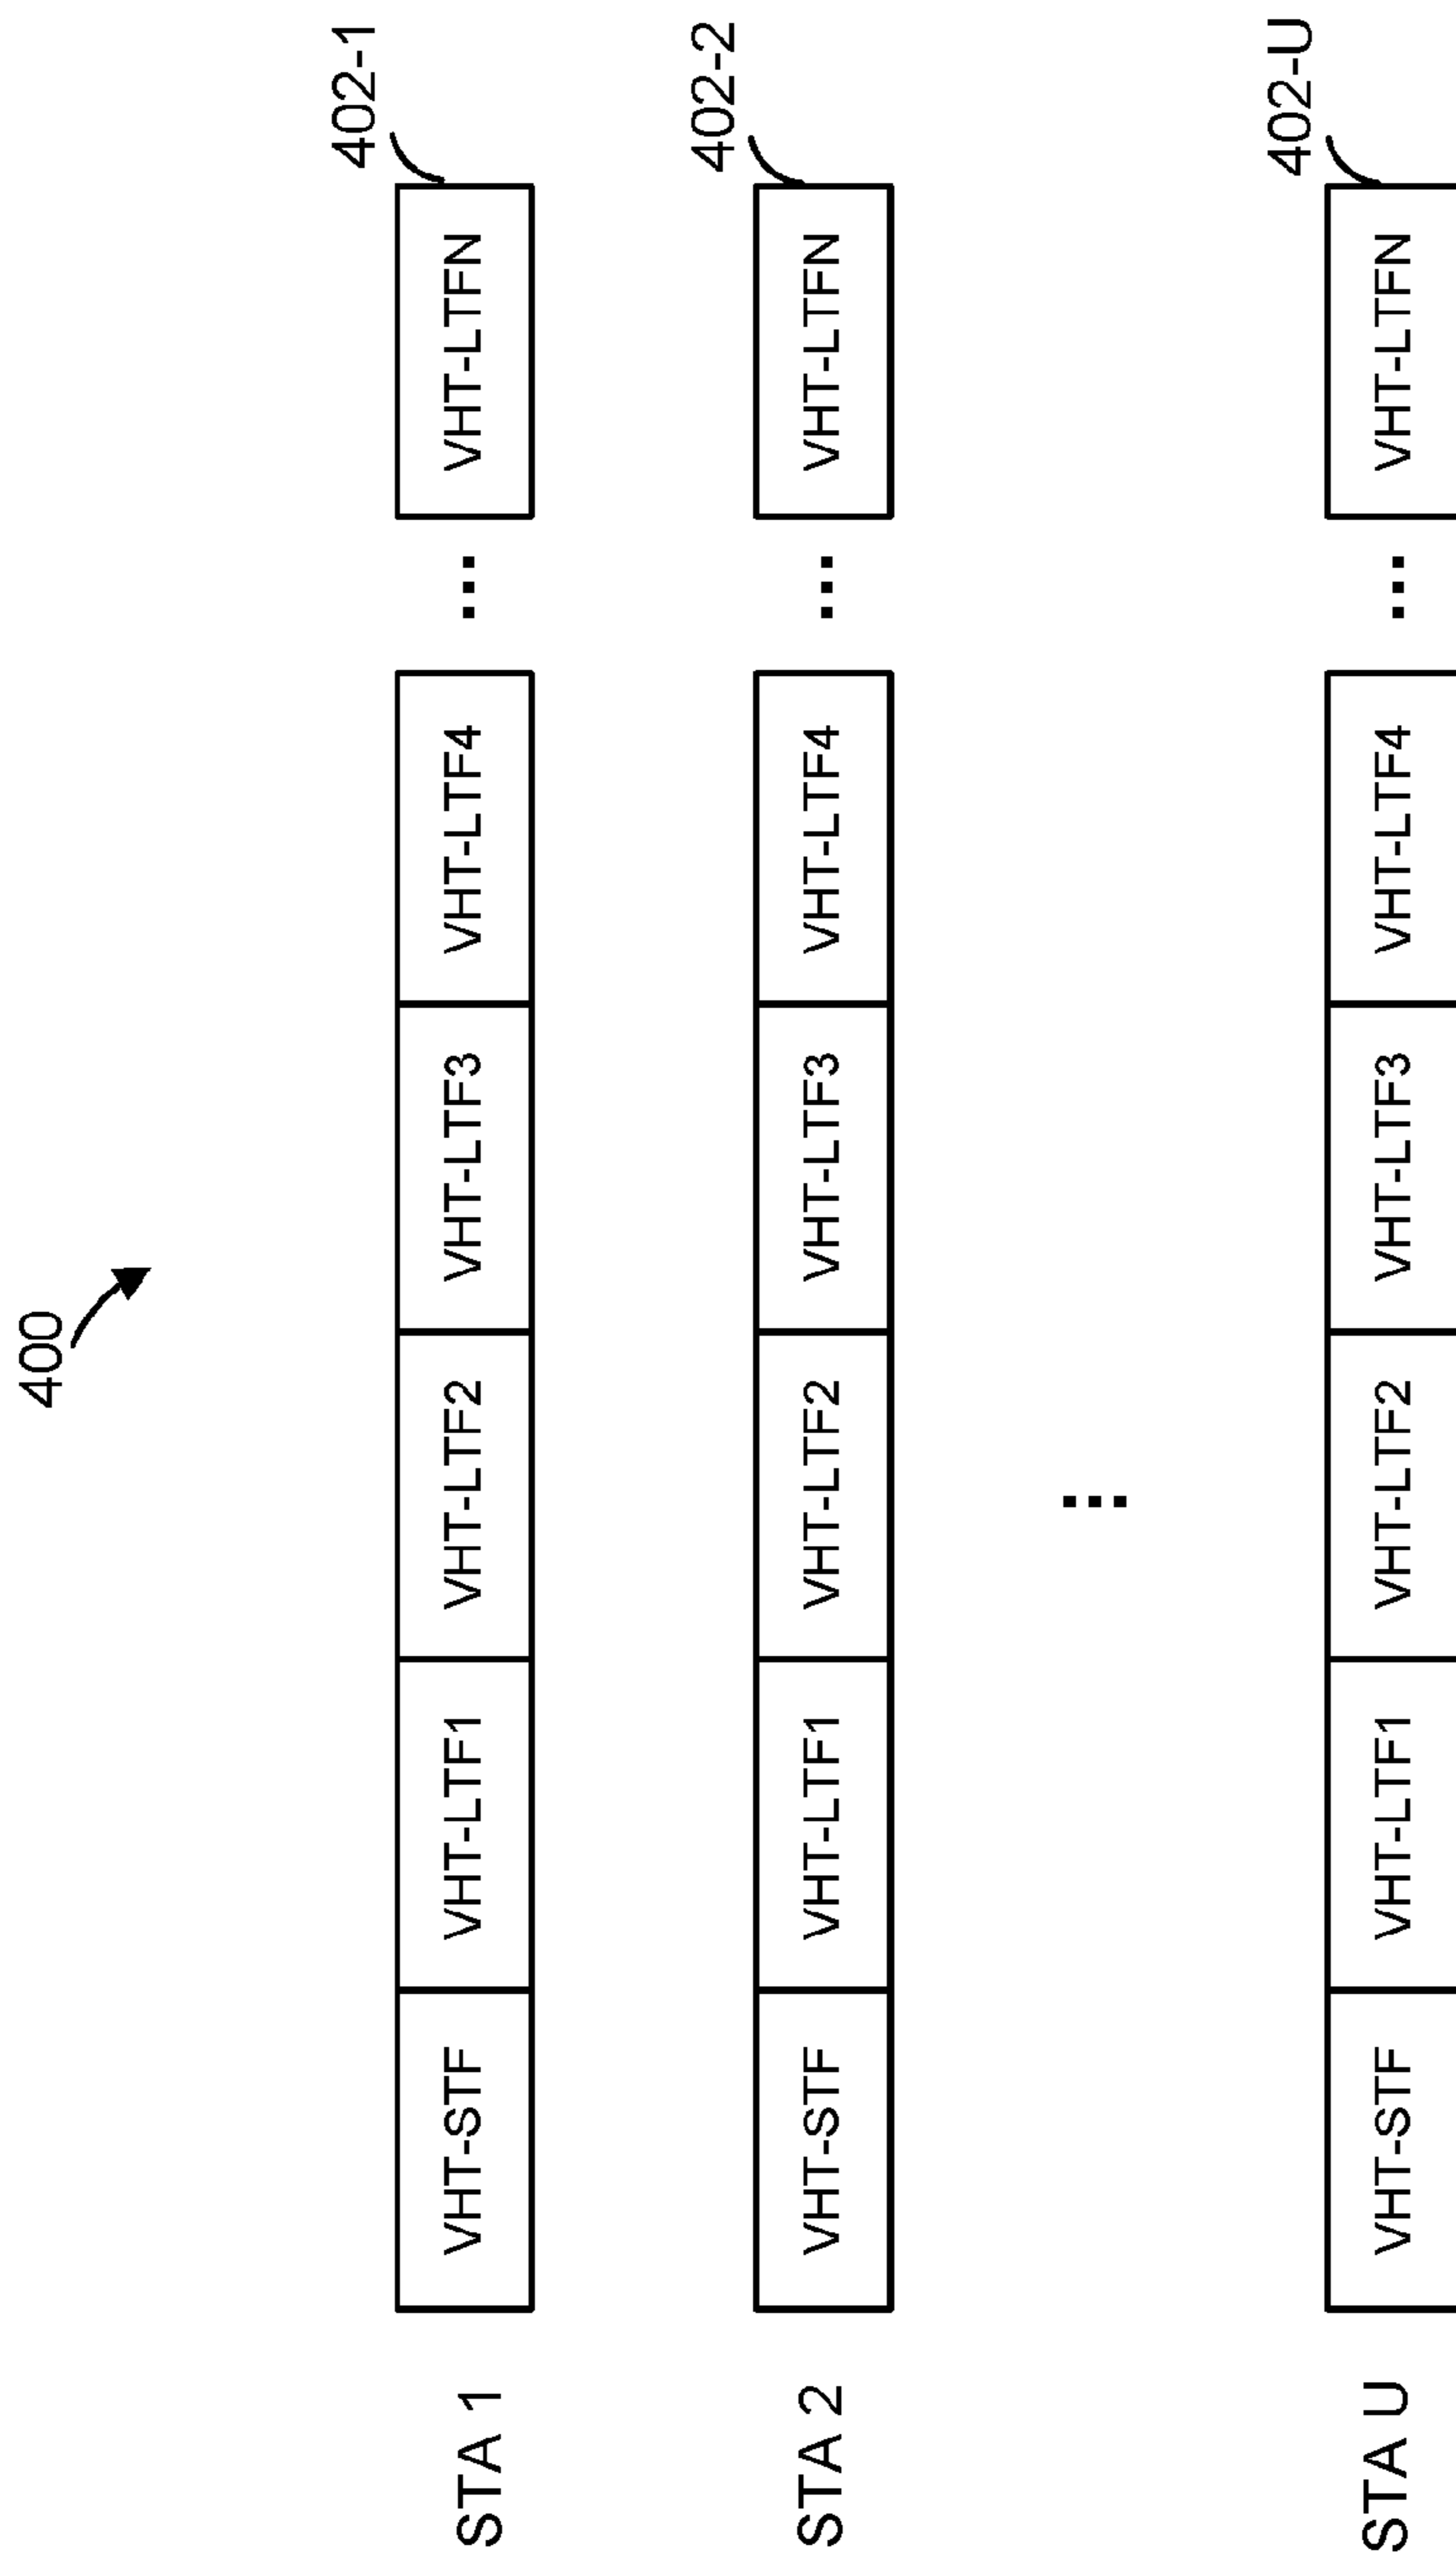 400
402-1
STA 1 VHT-STF VHT-LTF1 VHT-LTF2 VHT-LTF3 VHT-LTF4 ... VHT-LTFN
402-2
STA 2 VHT-STF VHT-LTF1 VHT-LTF2 VHT-LTF3 VHT-LTF4 ... VHT-LTFN
...
402-U
STA U VHT-STF VHT-LTF1 VHT-LTF2 VHT-LTF3 VHT-LTF4 ... VHT-LTFN